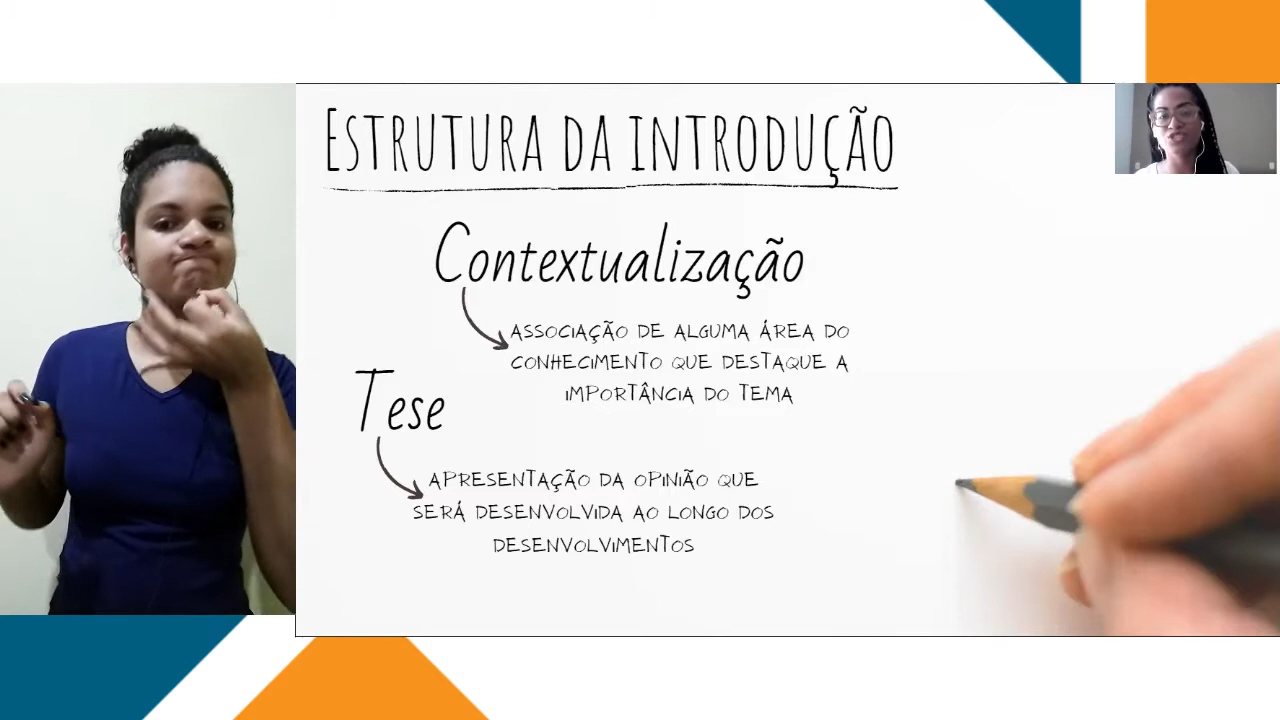 ESTRUTURA DA INTRODUÇÃO
Contextualização
ASSOCIAÇÃO DE ALGUMA ÁREA DO
CONHECIMENTO QUE DESTAQUE A
IMPORTÂNCIA DO TEMA
Tese
APRESENTAÇÃO DA OPINIÃO QUE
SERÁ DESENVOLVIDA AO LONGO DOS
DESENVOLVIMENTOS